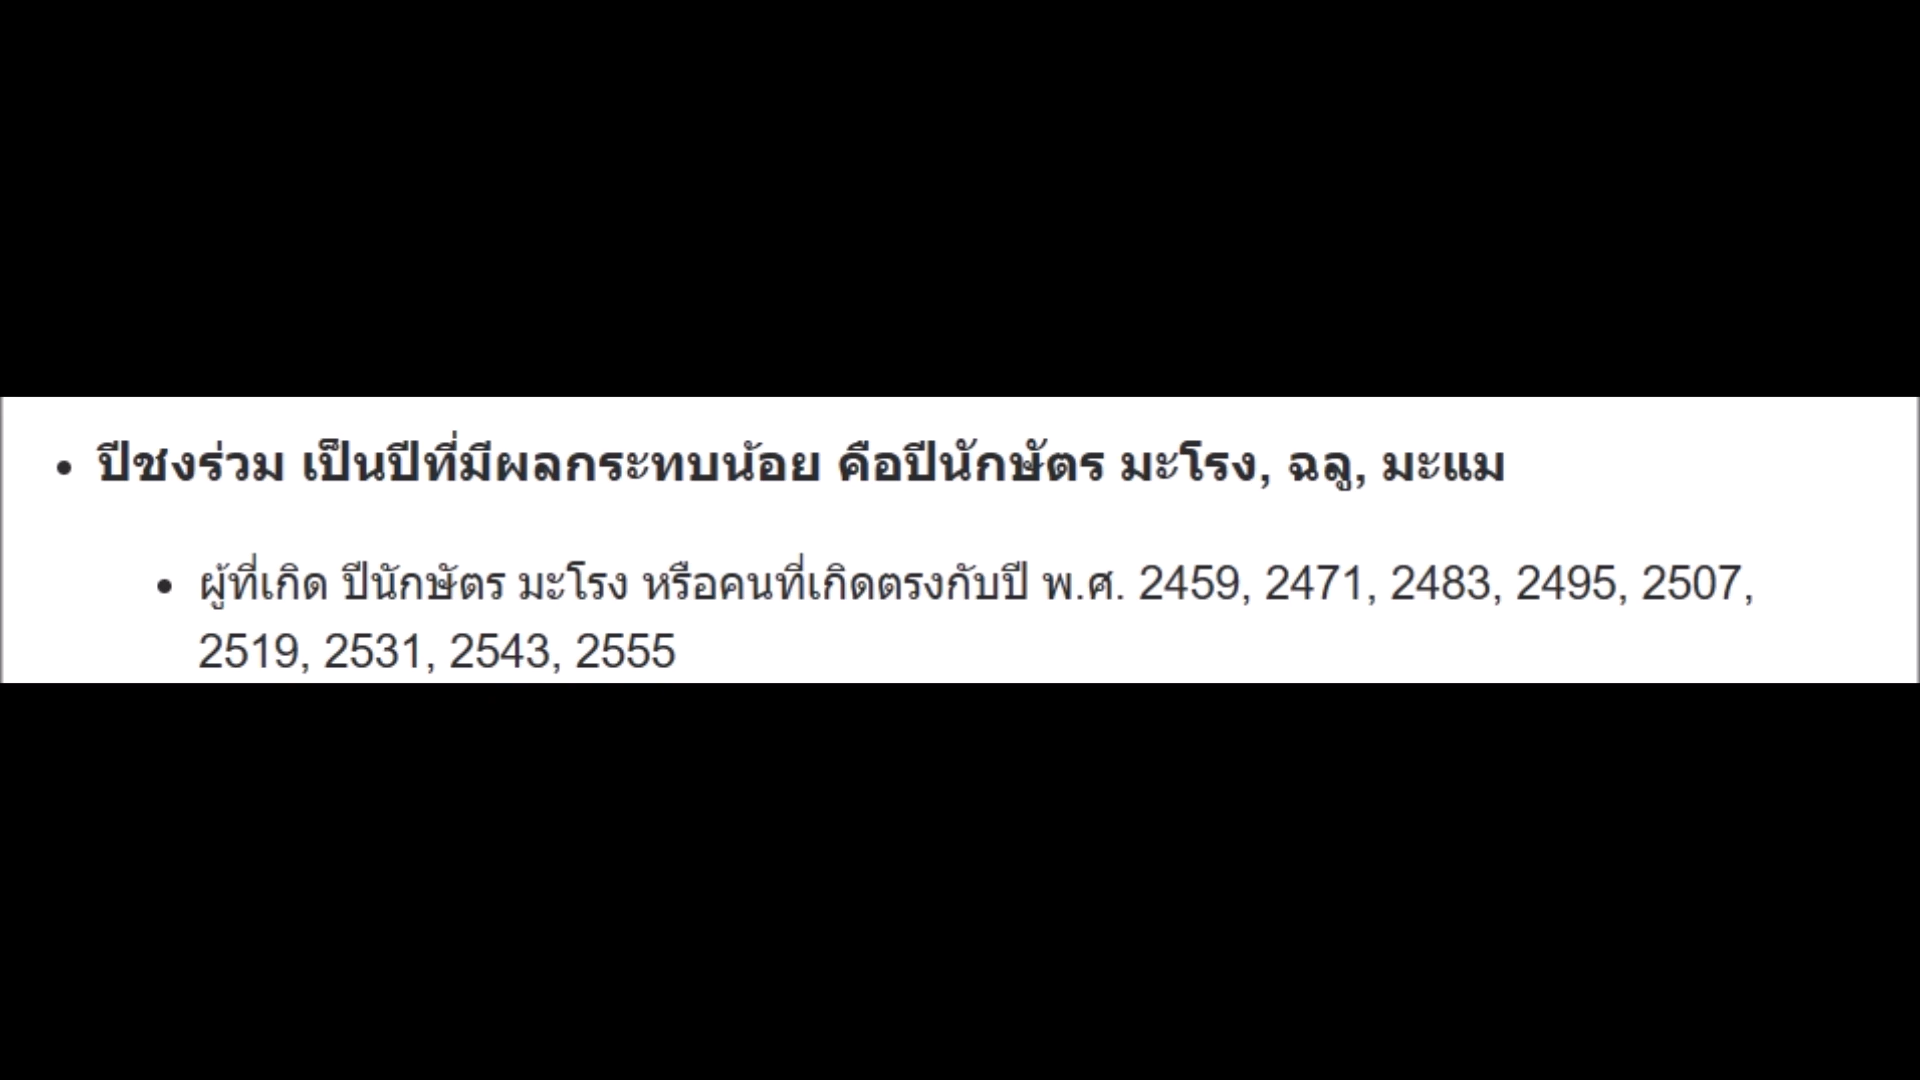 • ปีชงร่วม เป็นปีที่มีผลกระทบน้อย คือปีนักษัตร มะโรง, ฉลู, มะแม
• ผู้ที่เกิด ปีนักษัตร มะโรง หรือคนที่เกิดตรงกับปี พ.ศ. 2459, 2471, 2483, 2495, 2507,
2519, 2531, 2543, 2555